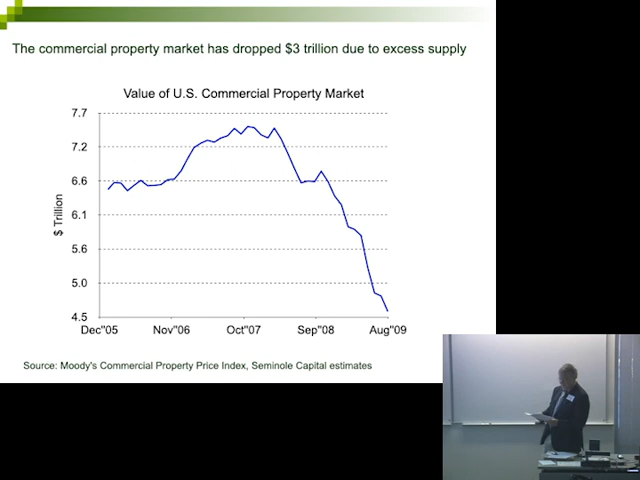 The commercial property market has dropped $3 trillion due to excess supply
Value of U.S. Commercial Property Market
7.7
7.2
6.6
6.1
5.6
5.0
4.5
$ Trillion
Dec"05 Nov"06 Oct"07 Sep"08 Aug"09
Source: Moody's Commercial Property Price Index, Seminole Capital estimates